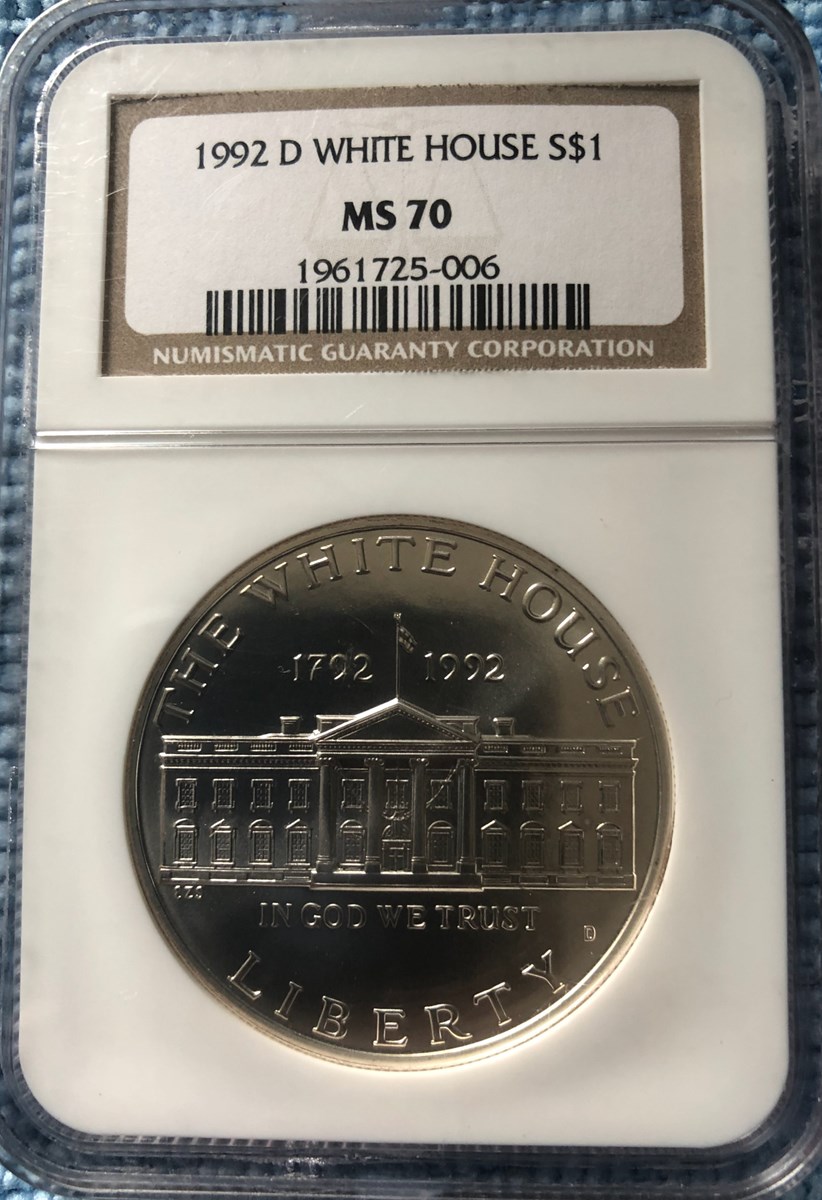 1992 D WHITE HOUSE S$1
MS 70
1961725-006
NUMISMATIC GUARANTY CORPORATION
THE WHITE HOUSE
1792 1992
IN GOD WE TRUST
D
LIBERTY